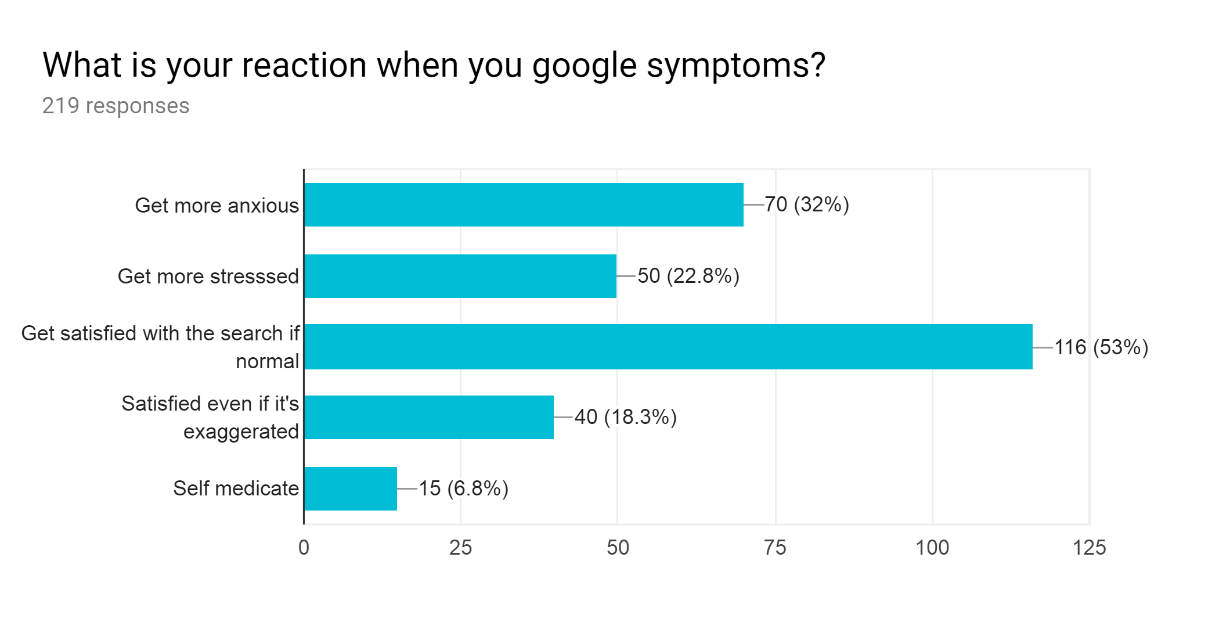 What is your reaction when you google symptoms?
219 responses
Get more anxious
70 (32%)
Get more stresssed
50 (22.8%)
Get satisfied with the search if
normal
116 (53%)
Satisfied even if it's
exaggerated
40 (18.3%)
Self medicate
15 (6.8%)
0 25 50 75 100 125